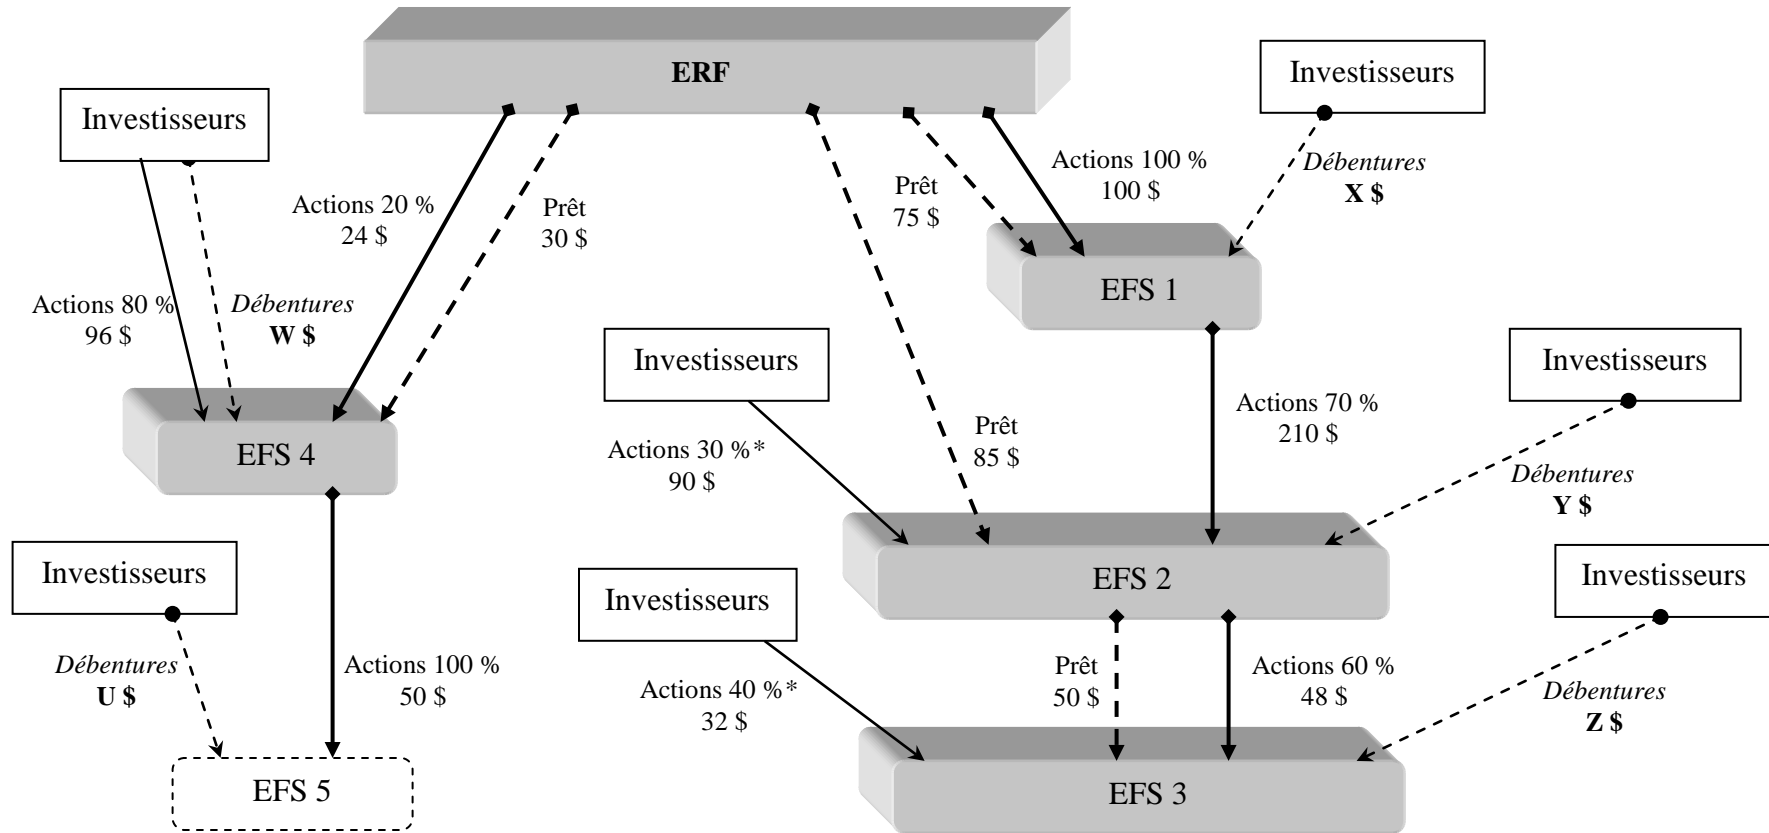 ERF
Investisseurs
Investisseurs
Actions 20 %
24 $
Prêt
30 $
Prêt
75 $
Actions 100 %
100 $
Débentures
X $
Actions 80 %
96 $
Débentures
W $
EFS 1
Investisseurs
Investisseurs
Actions 70 %
210 $
Prêt
85 $
Actions 30 %*
90 $
EFS 4
Débentures
Y $
Investisseurs
Investisseurs
Investisseurs
EFS 2
Débentures
U $
Actions 100 %
50 $
Actions 40 %*
32 $
Prêt
50 $
Actions 60 %
48 $
Débentures
Z $
EFS 5
EFS 3